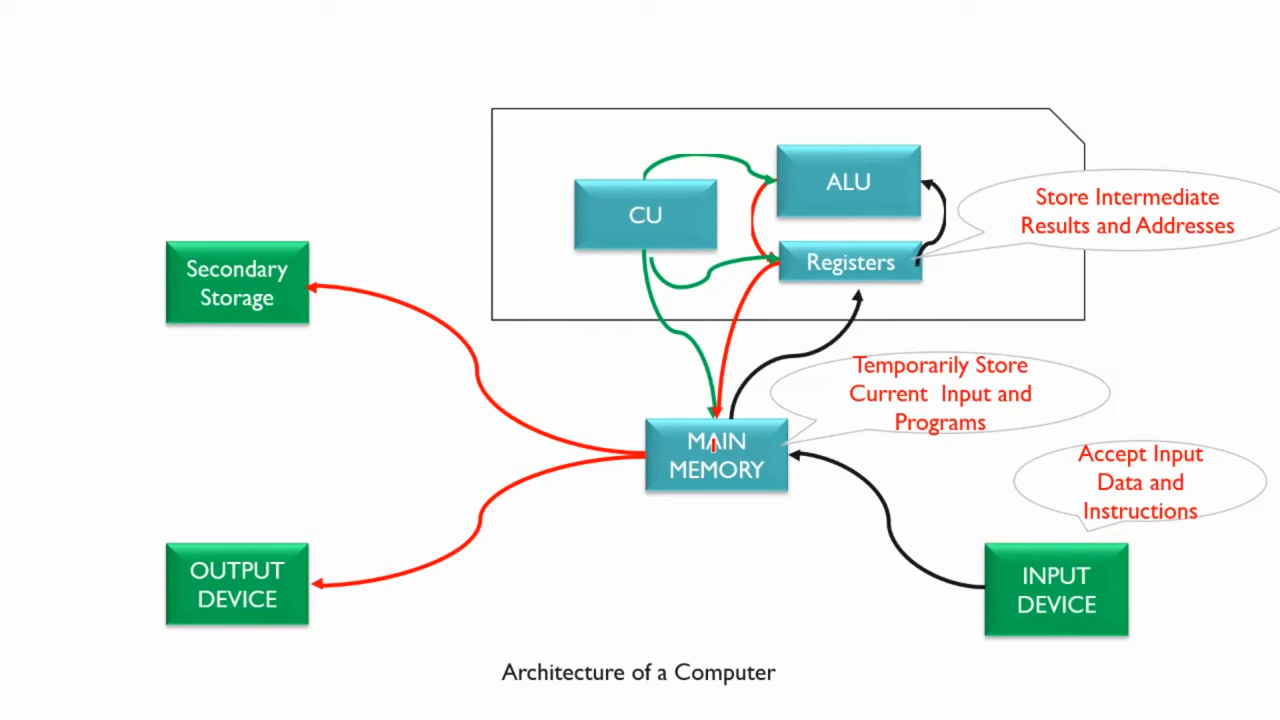 ALU
CU
Store Intermediate
Results and Addresses
Registers
Secondary
Storage
Temporarily Store
Current Input and
Programs
MAIN
MEMORY
Accept Input
Data and
Instructions
OUTPUT
DEVICE
INPUT
DEVICE
Architecture of a Computer